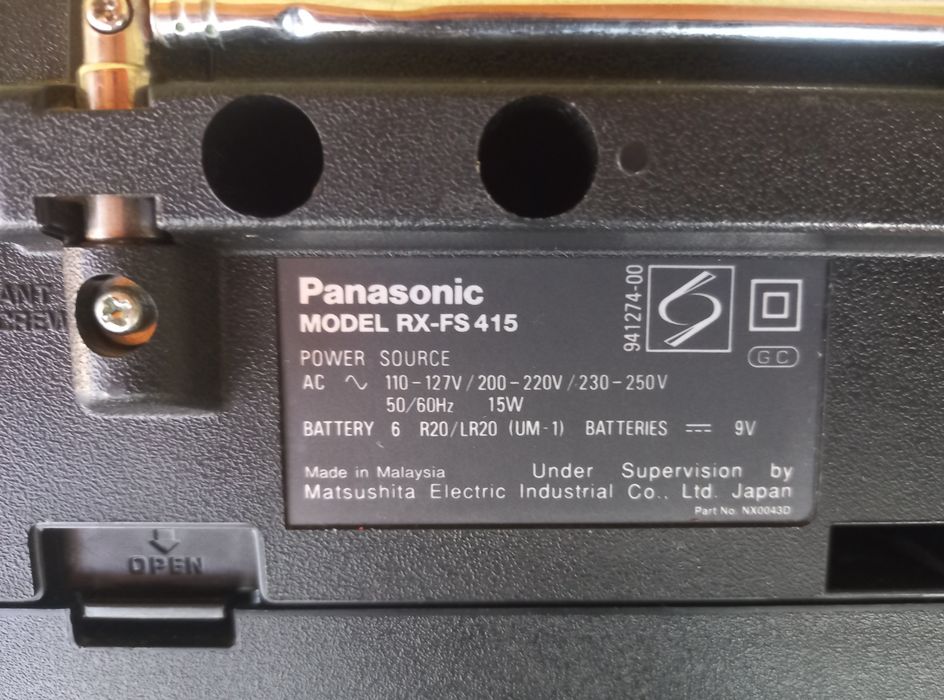 Panasonic
MODEL RX-FS 415
941274-00
GC
POWER SOURCE
AC ∿ 110-127V/200-220V/230-250V
50/60Hz 15W
BATTERY 6 R20/LR20 (UM-1) BATTERIES ⎓ 9V
Made in Malaysia Under Supervision by
Matsushita Electric Industrial Co., Ltd. Japan
Part No. NX0043D
OPEN